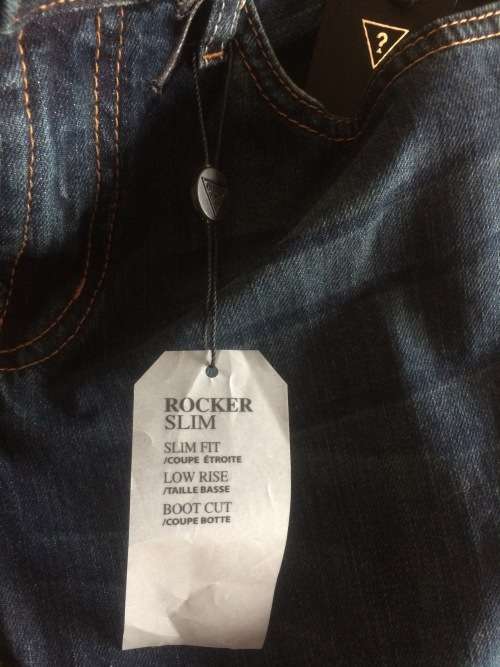 ?
ROCKER
SLIM
SLIM FIT
/COUPE ÉTROITE
LOW RISE
/TAILLE BASSE
BOOT CUT
/COUPE BOTTE